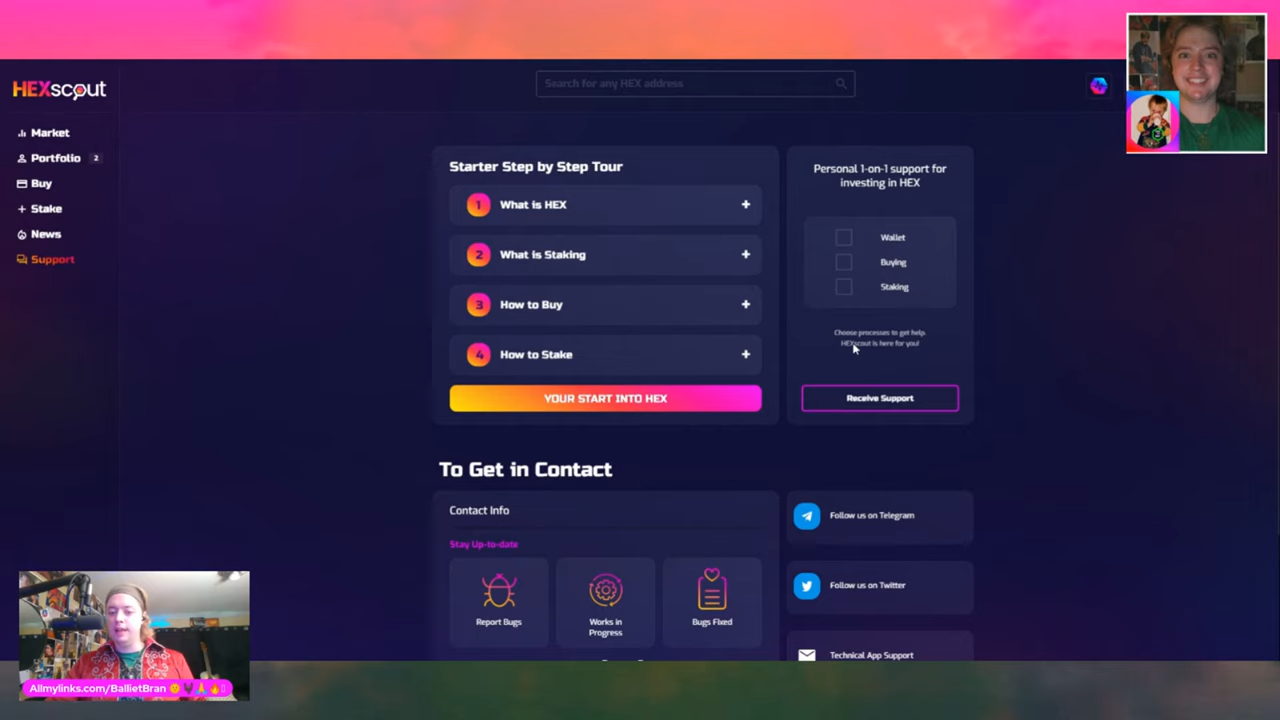 HEXscout
Search for any HEX address
Market
Portfolio 2
Buy
Stake
News
Support
Starter Step by Step Tour
1 What is HEX +
2 What is Staking +
3 How to Buy +
4 How to Stake +
YOUR START INTO HEX
Personal 1-on-1 support for
investing in HEX
Wallet
Buying
Staking
Choose processes to get help.
HEXscout is here for you!
Receive Support
To Get in Contact
Contact Info
Stay Up-to-date
Report Bugs
Works in
Progress
Bugs Fixed
Follow us on Telegram
Follow us on Twitter
Technical App Support
Allmylinks.com/BallietBran